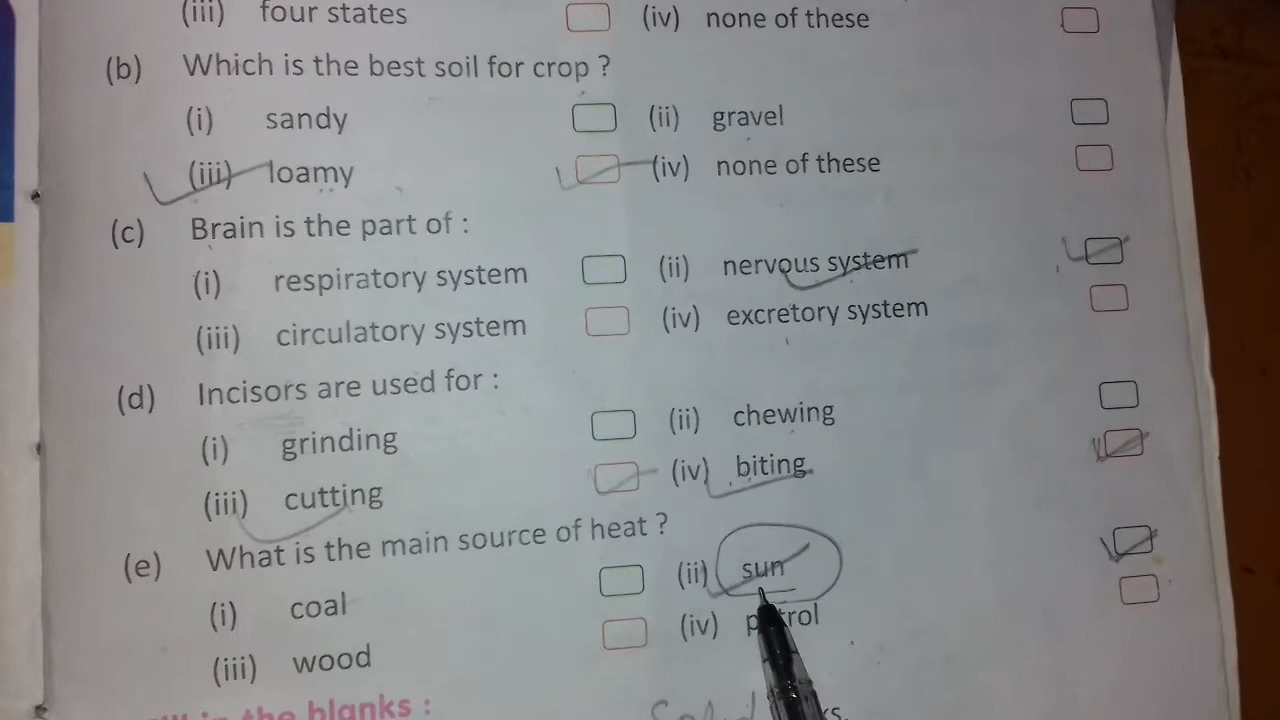 (iii) four states (iv) none of these
(b) Which is the best soil for crop ?
(i) sandy (ii) gravel
(iii) loamy (iv) none of these
(c) Brain is the part of :
(i) respiratory system (ii) nervous system
(iii) circulatory system (iv) excretory system
(d) Incisors are used for :
(i) grinding (ii) chewing
(iii) cutting (iv) biting
(e) What is the main source of heat ?
(i) coal (ii) sun
(iii) wood (iv)
in the blanks :